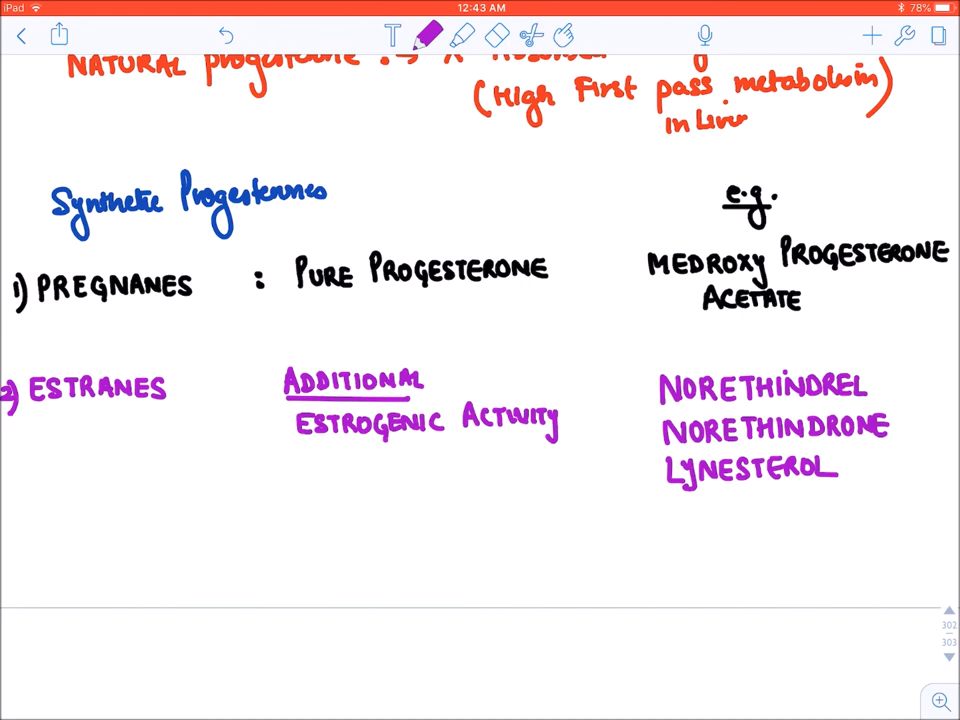 iPad 12:43 AM 78%
T
NATURAL progesterone :→ X Absorbed
(High First pass metabolism)
in Liver
Synthetic Progesterones e.g.
1) PREGNANES : PURE PROGESTERONE MEDROXY PROGESTERONE
ACETATE
2) ESTRANES ADDITIONAL NORETHINDREL
ESTROGENIC ACTIVITY NORETHINDRONE
LYNESTEROL
302
303